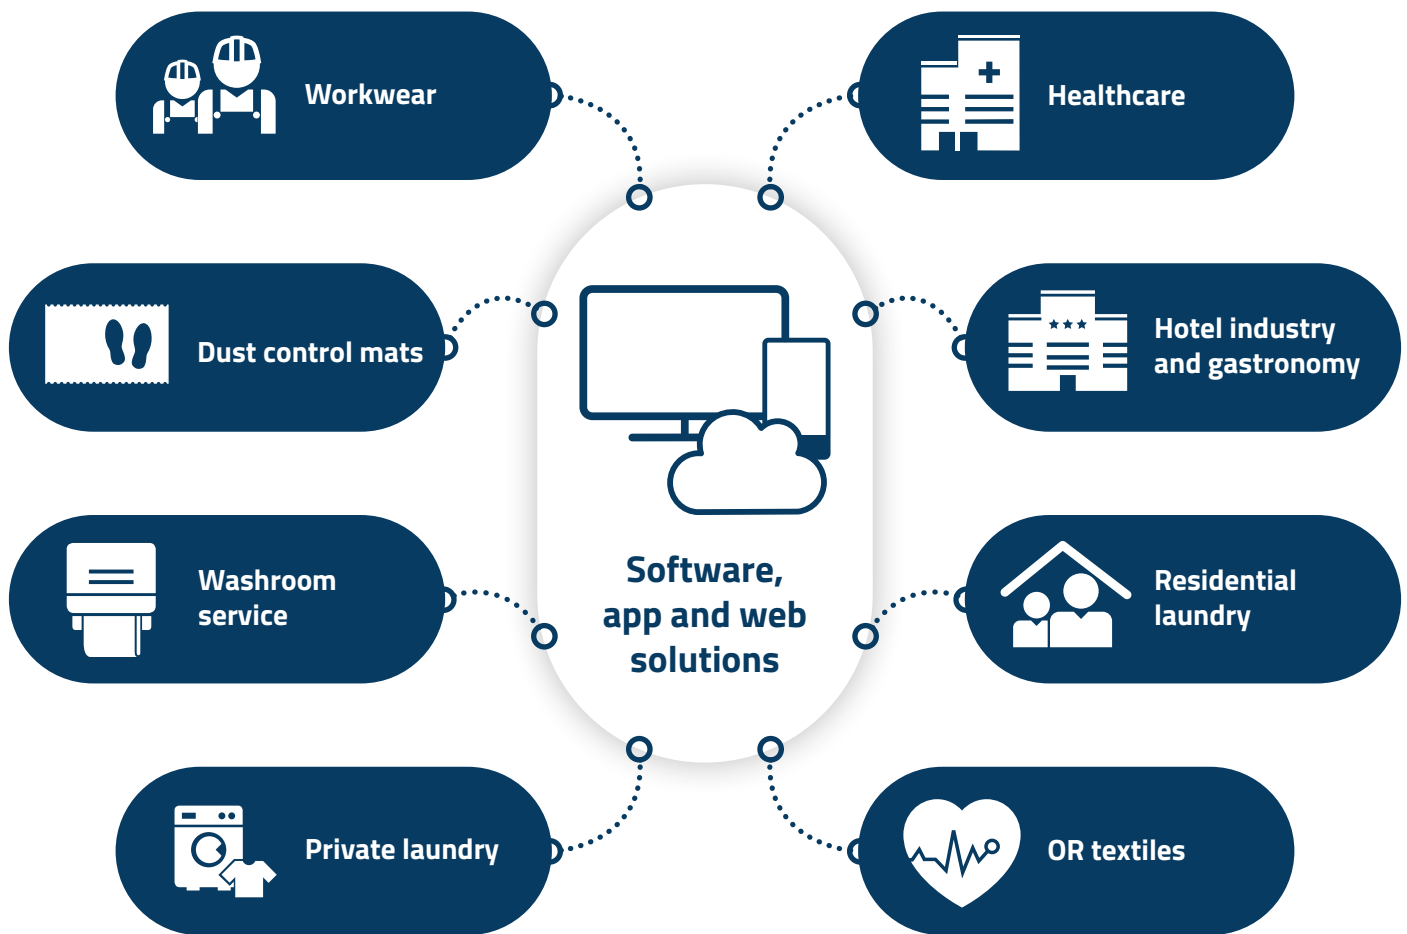 Workwear
Healthcare
Dust control mats
Hotel industry
and gastronomy
Software,
app and web
solutions
Washroom
service
Residential
laundry
Private laundry
OR textiles